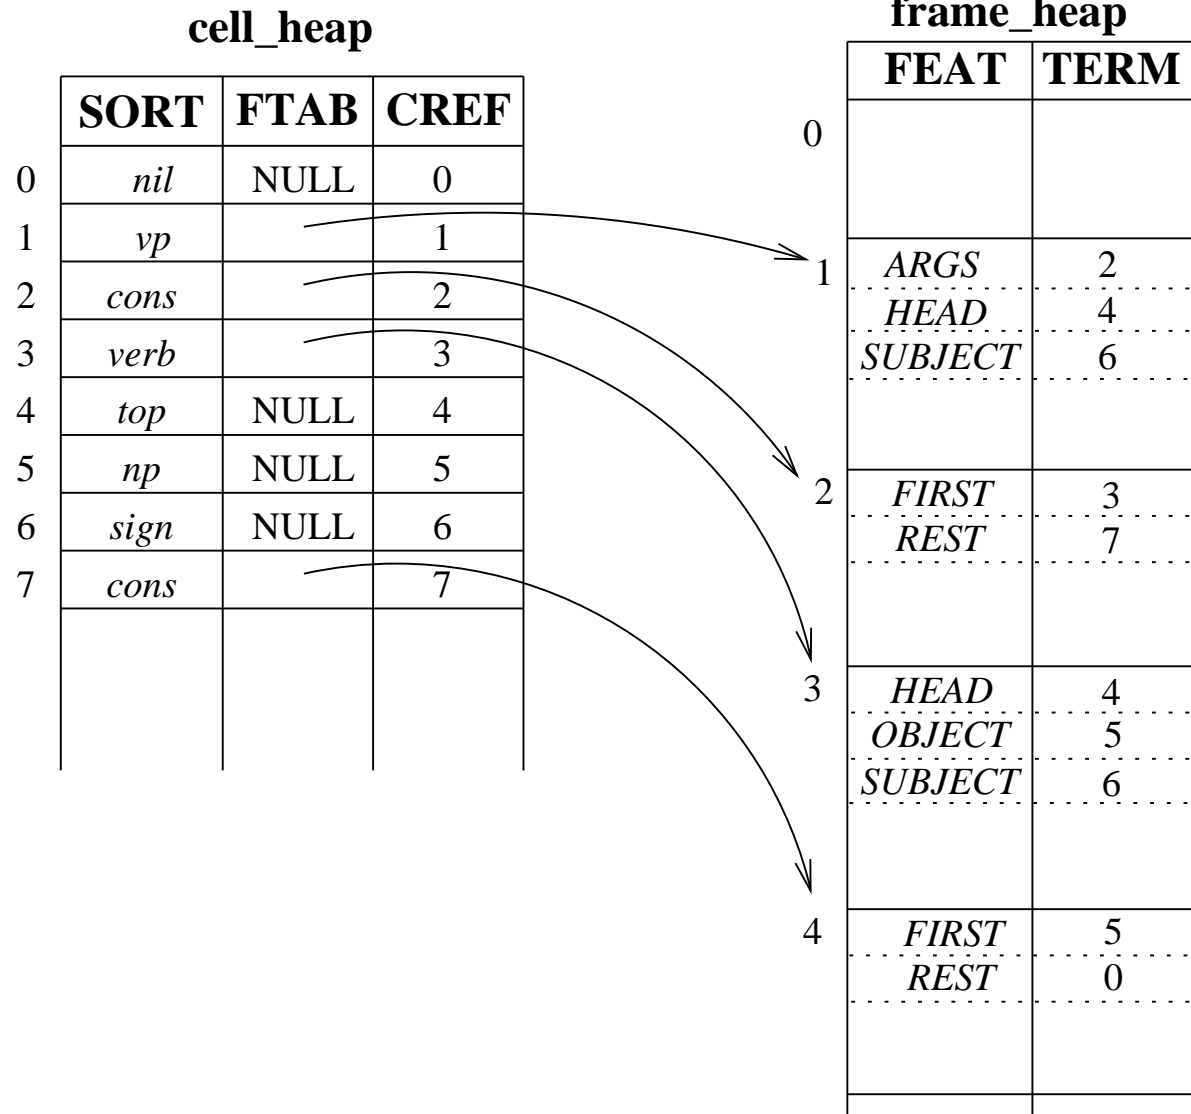 cell_heap
SORT FTAB CREF
0 nil NULL 0
1 vp 1
2 cons 2
3 verb 3
4 top NULL 4
5 np NULL 5
6 sign NULL 6
7 cons 7
frame_heap
FEAT TERM
0
1 ARGS 2
HEAD 4
SUBJECT 6
2 FIRST 3
REST 7
3 HEAD 4
OBJECT 5
SUBJECT 6
4 FIRST 5
REST 0